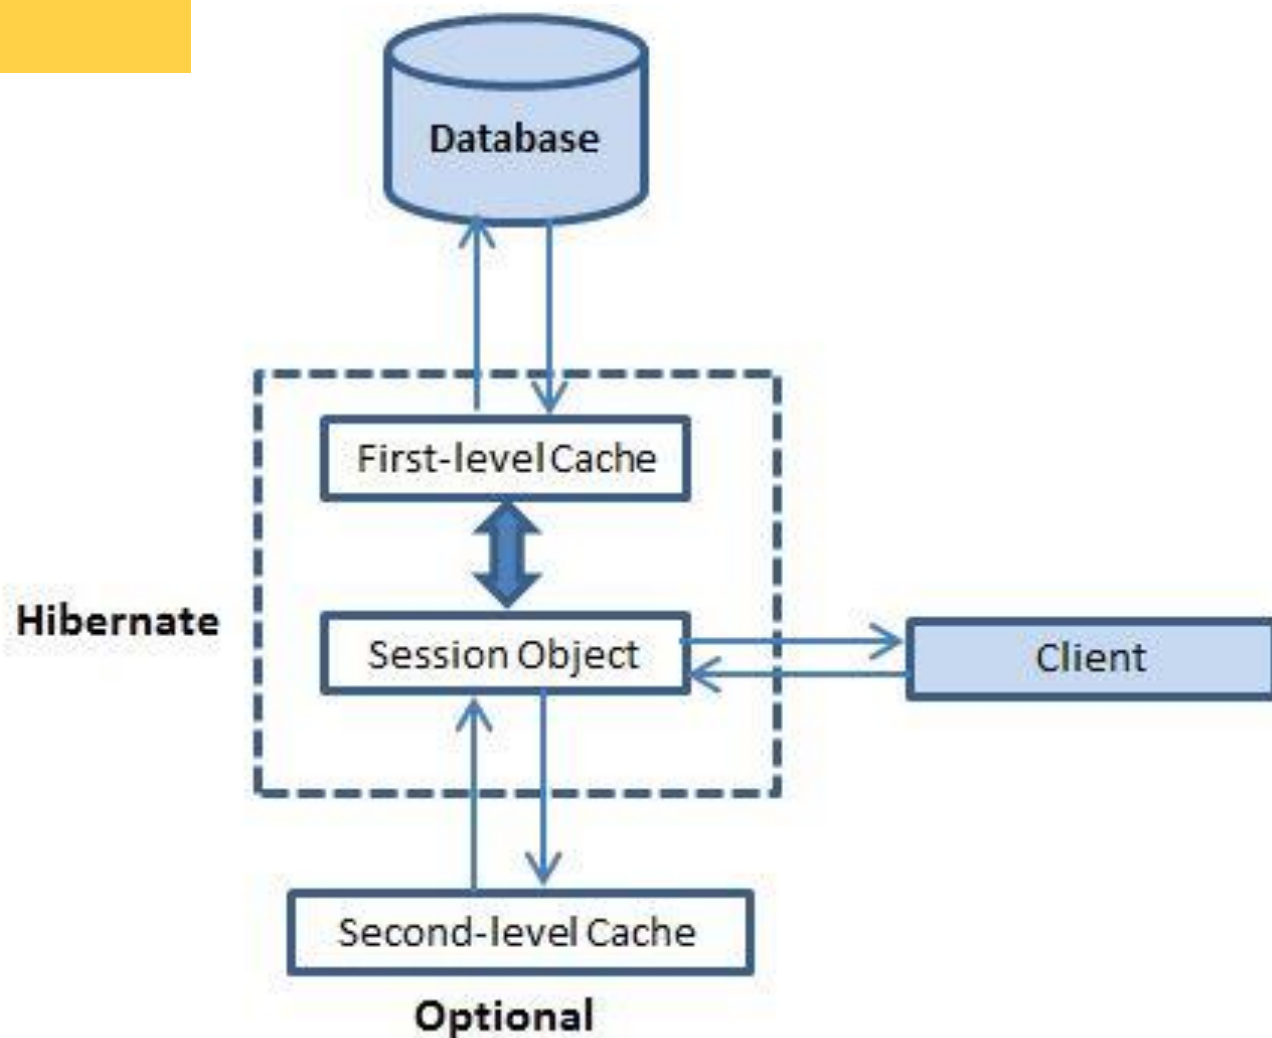 Database
First-level Cache
Hibernate
Session Object
Client
Second-level Cache
Optional